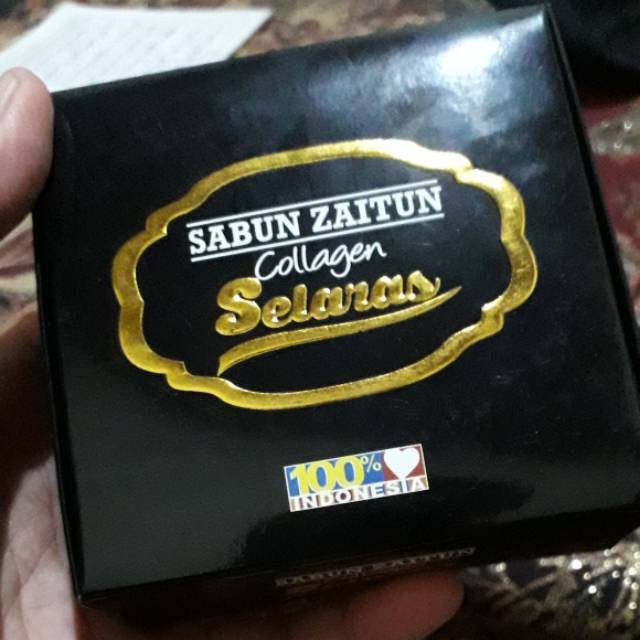 SABUN ZAITUN
Collagen
Selaras
100%
INDONESIA
SABUN ZAITUN